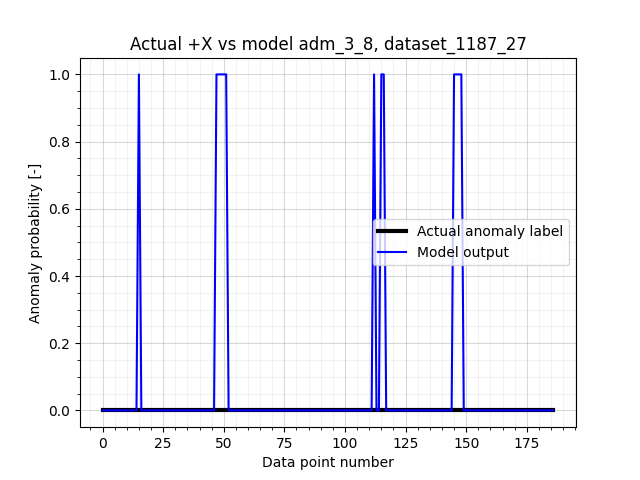 Actual +X vs model adm_3_8, dataset_1187_27
Anomaly probability [-]
1.0
0.8
0.6
0.4
0.2
0.0
Actual anomaly label
Model output
0 25 50 75 100 125 150 175
Data point number